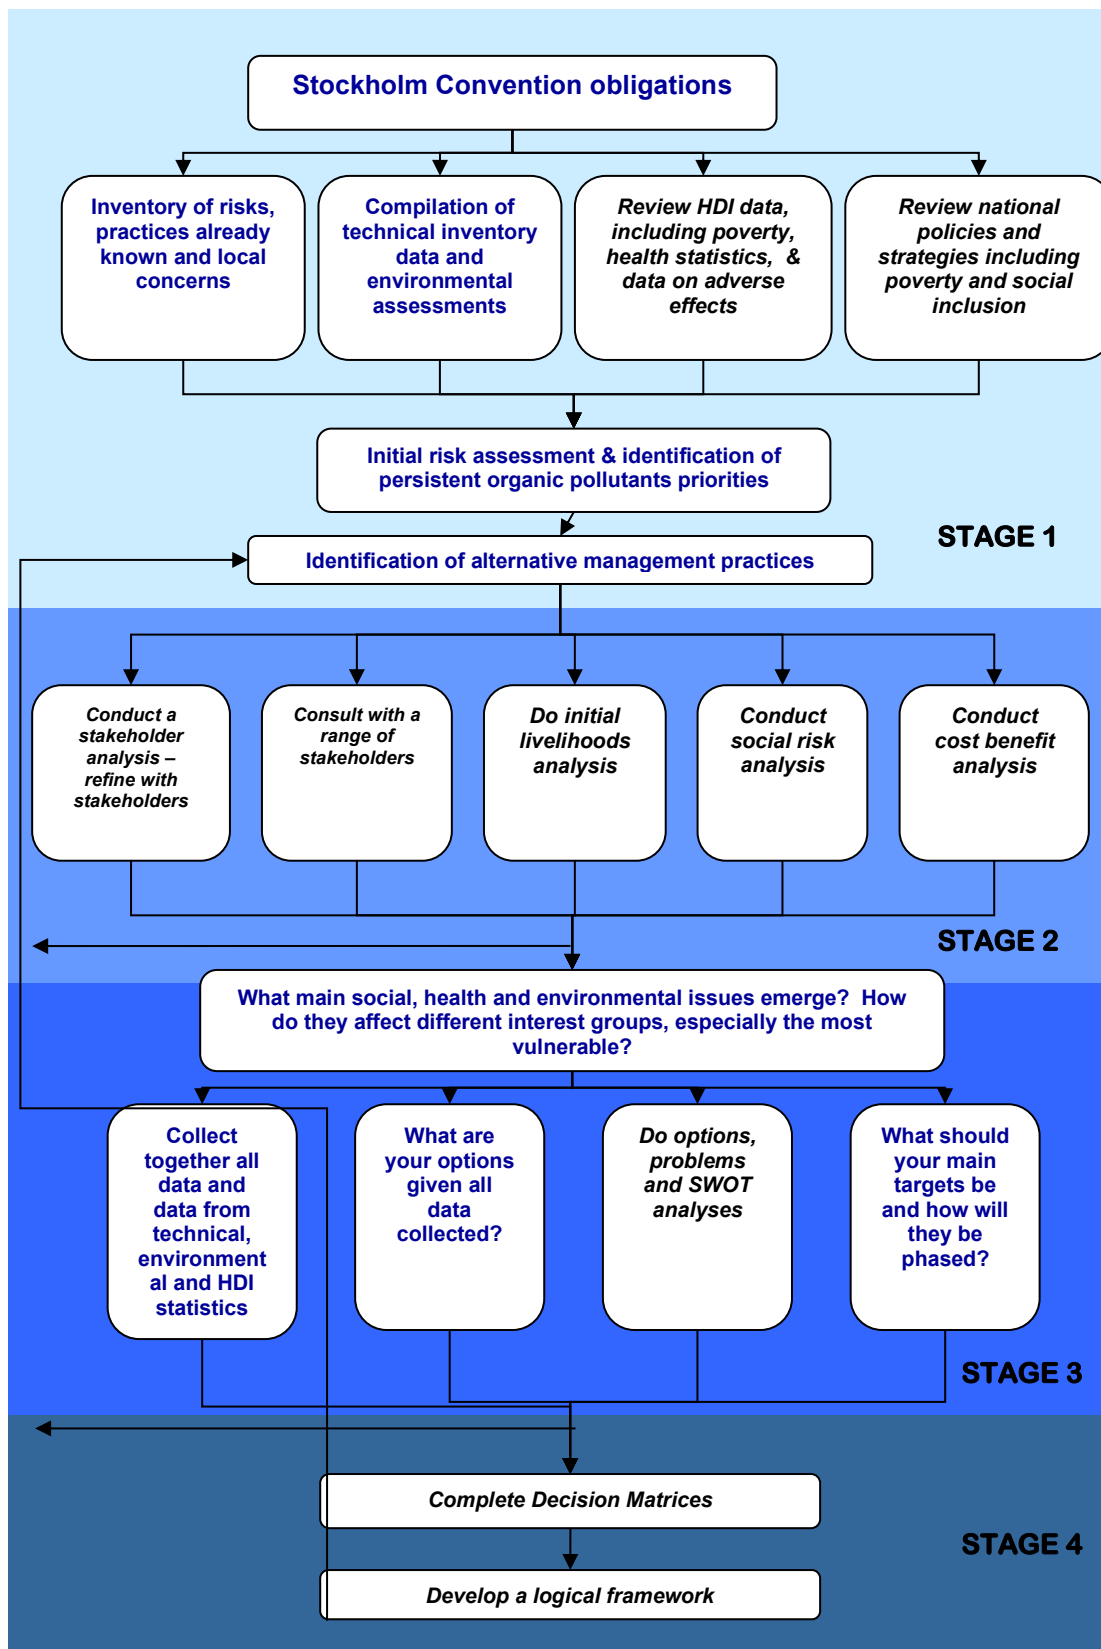 Stockholm Convention obligations
Inventory of risks,
practices already
known and local
concerns
Compilation of
technical inventory
data and
environmental
assessments
Review HDI data,
including poverty,
health statistics, &
data on adverse
effects
Review national
policies and
strategies including
poverty and social
inclusion
Initial risk assessment & identification of
persistent organic pollutants priorities
STAGE 1
Identification of alternative management practices
Conduct a
stakeholder
analysis –
refine with
stakeholders
Consult with a
range of
stakeholders
Do initial
livelihoods
analysis
Conduct
social risk
analysis
Conduct
cost benefit
analysis
STAGE 2
What main social, health and environmental issues emerge? How
do they affect different interest groups, especially the most
vulnerable?
Collect
together all
data and
data from
technical,
environment
al and HDI
statistics
What are
your options
given all
data
collected?
Do options,
problems
and SWOT
analyses
What should
your main
targets be
and how will
they be
phased?
STAGE 3
Complete Decision Matrices
STAGE 4
Develop a logical framework